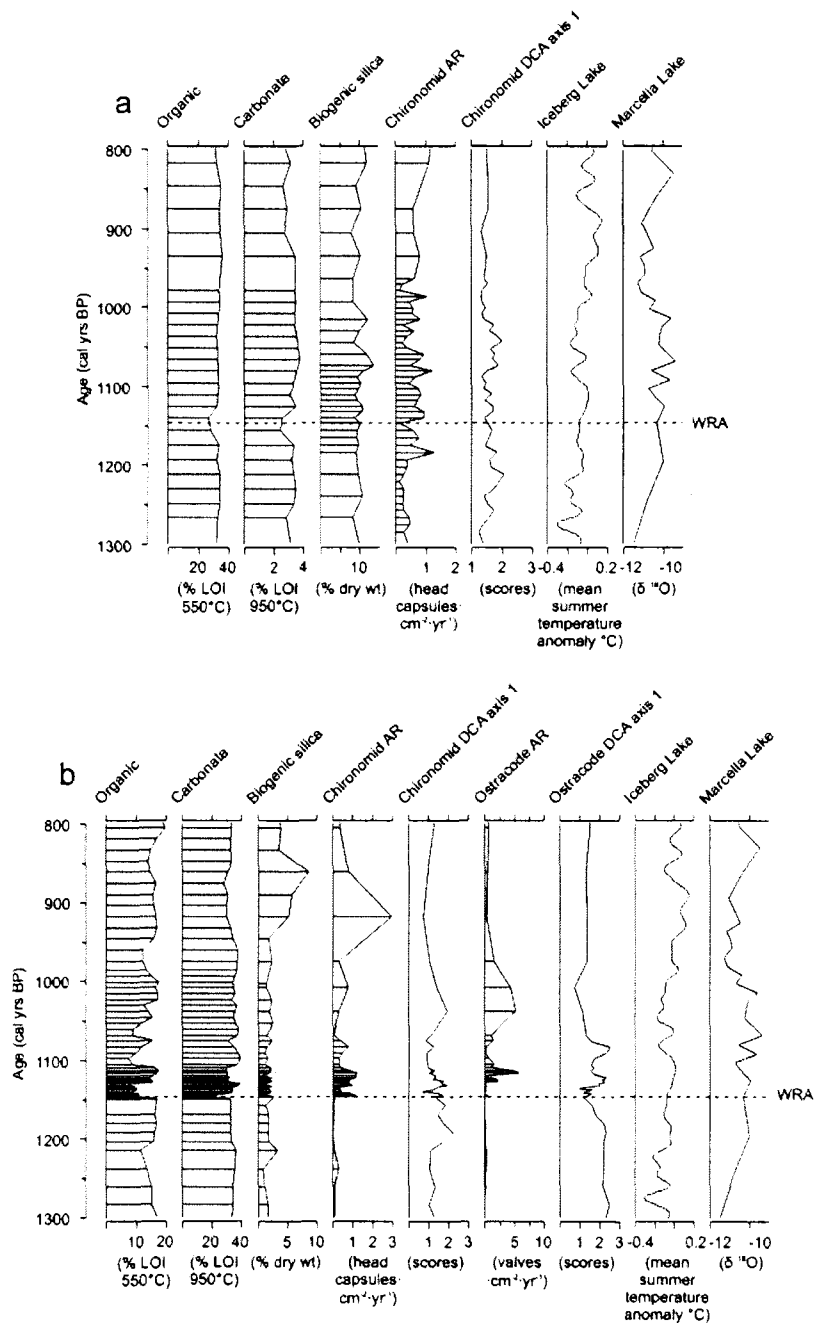 a
Organic
Carbonate
Biogenic silica
Chironomid AR
Chironomid DCA axis 1
Iceberg Lake
Marcella Lake
Age (cal yrs BP)
800
900
1000
1100
1200
1300
WRA
20 40
2 4
10
1 2
1 2 3
-0.4 0.2
-12 -10
(% LOI 550°C)
(% LOI 950°C)
(% dry wt)
(head capsules· cm⁻²·yr⁻¹)
(scores)
(mean summer temperature anomaly °C)
(δ ¹⁸O)
b
Organic
Carbonate
Biogenic silica
Chironomid AR
Chironomid DCA axis 1
Ostracode AR
Ostracode DCA axis 1
Iceberg Lake
Marcella Lake
Age (cal yrs BP)
800
900
1000
1100
1200
1300
WRA
10 20
20 40
5 10
1 2 3
1 2 3
5 10
1 2 3
-0.4 0.2
-12 -10
(% LOI 550°C)
(% LOI 950°C)
(% dry wt)
(head capsules· cm⁻²·yr⁻¹)
(scores)
(valves ·cm⁻²·yr⁻¹)
(scores)
(mean summer temperature anomaly °C)
(δ ¹⁸O)